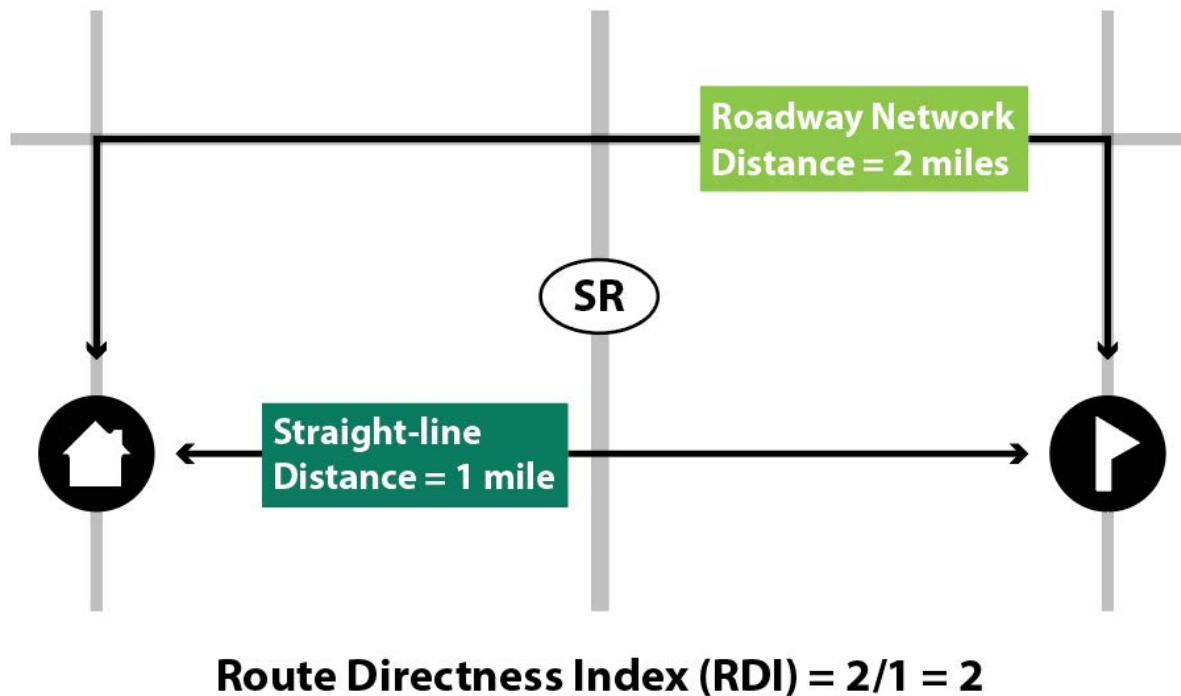 Roadway Network
Distance = 2 miles
SR
Straight-line
Distance = 1 mile
Route Directness Index (RDI) = 2/1 = 2